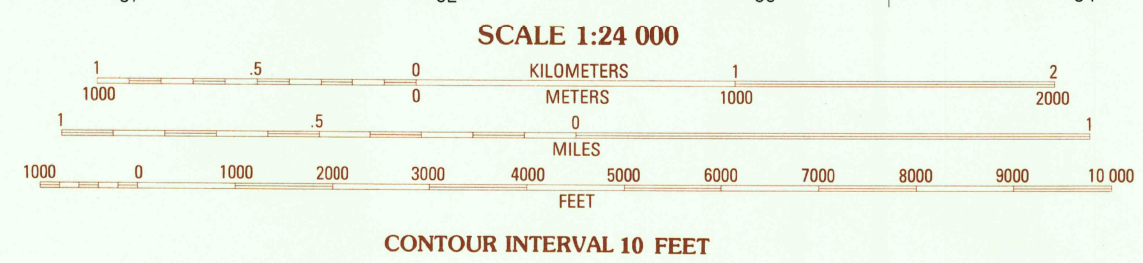 SCALE 1:24 000
1 .5 0 KILOMETERS 1 2
1000 0 METERS 1000 2000
1 .5 0 1
MILES
1000 0 1000 2000 3000 4000 5000 6000 7000 8000 9000 10 000
FEET
CONTOUR INTERVAL 10 FEET